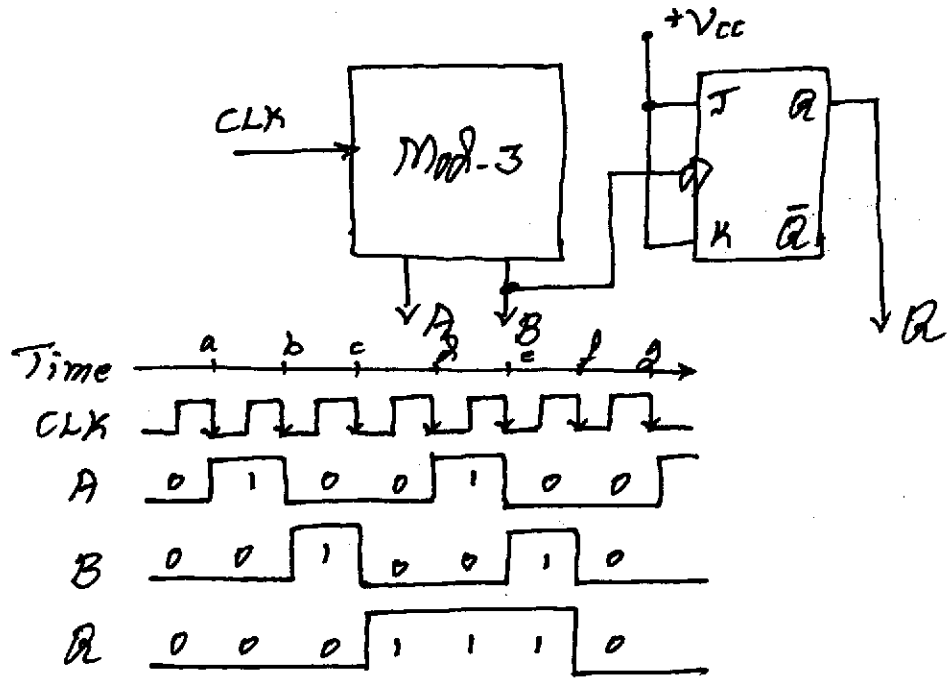 +Vcc
CLK
Mod-3
J Q
K Q̄
A B Q
Time a b c d e f g
CLK
A 0 1 0 0 1 0 0
B 0 0 1 0 0 1 0
Q 0 0 0 1 1 1 0